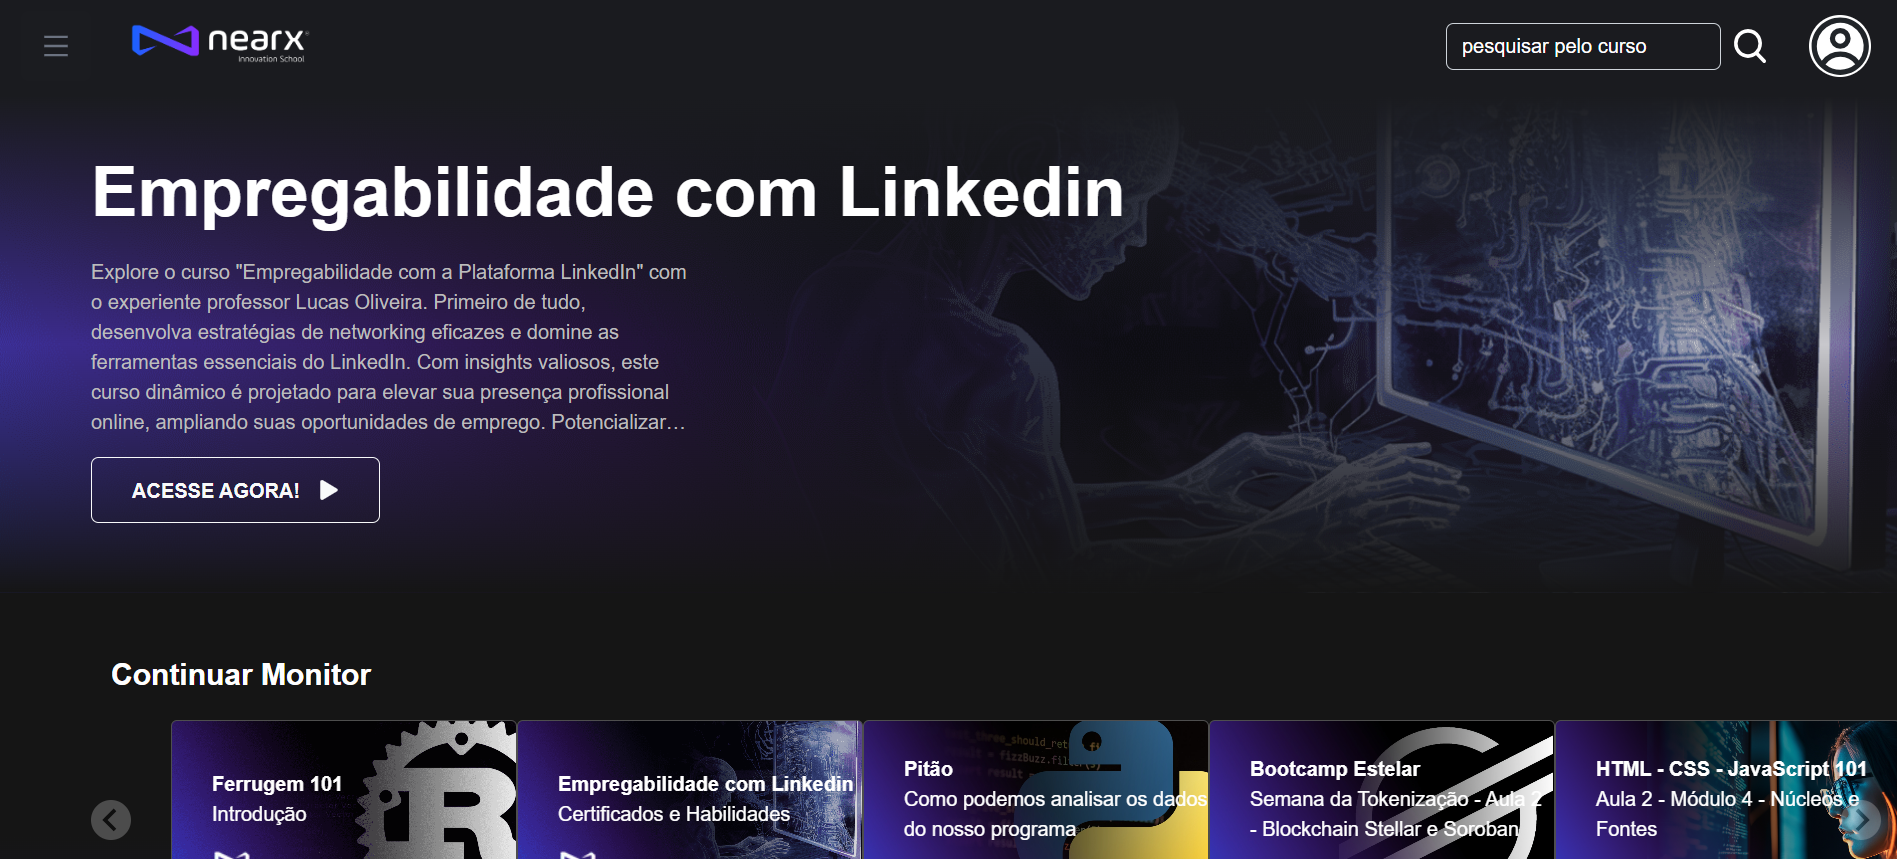 nearx
Innovation School
pesquisar pelo curso
Empregabilidade com Linkedin
Explore o curso "Empregabilidade com a Plataforma LinkedIn" com
o experiente professor Lucas Oliveira. Primeiro de tudo,
desenvolva estratégias de networking eficazes e domine as
ferramentas essenciais do LinkedIn. Com insights valiosos, este
curso dinâmico é projetado para elevar sua presença profissional
online, ampliando suas oportunidades de emprego. Potencializar…
ACESSE AGORA!
Continuar Monitor
Ferrugem 101
Introdução
Empregabilidade com Linkedin
Certificados e Habilidades
Pitão
Como podemos analisar os dados
do nosso programa
Bootcamp Estelar
Semana da Tokenização - Aula 2
- Blockchain Stellar e Soroban
HTML - CSS - JavaScript 101
Aula 2 - Módulo 4 - Núcleos e
Fontes